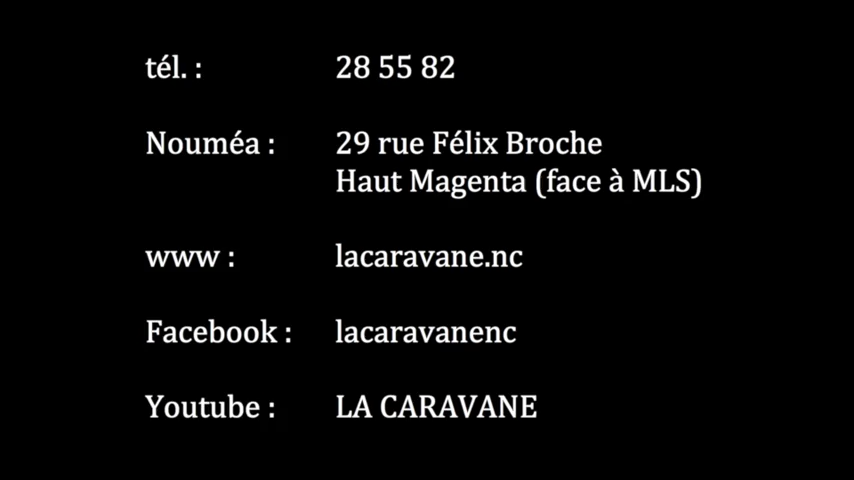 tél. : 28 55 82
Nouméa : 29 rue Félix Broche
Haut Magenta (face à MLS)
www : lacaravane.nc
Facebook : lacaravanenc
Youtube : LA CARAVANE